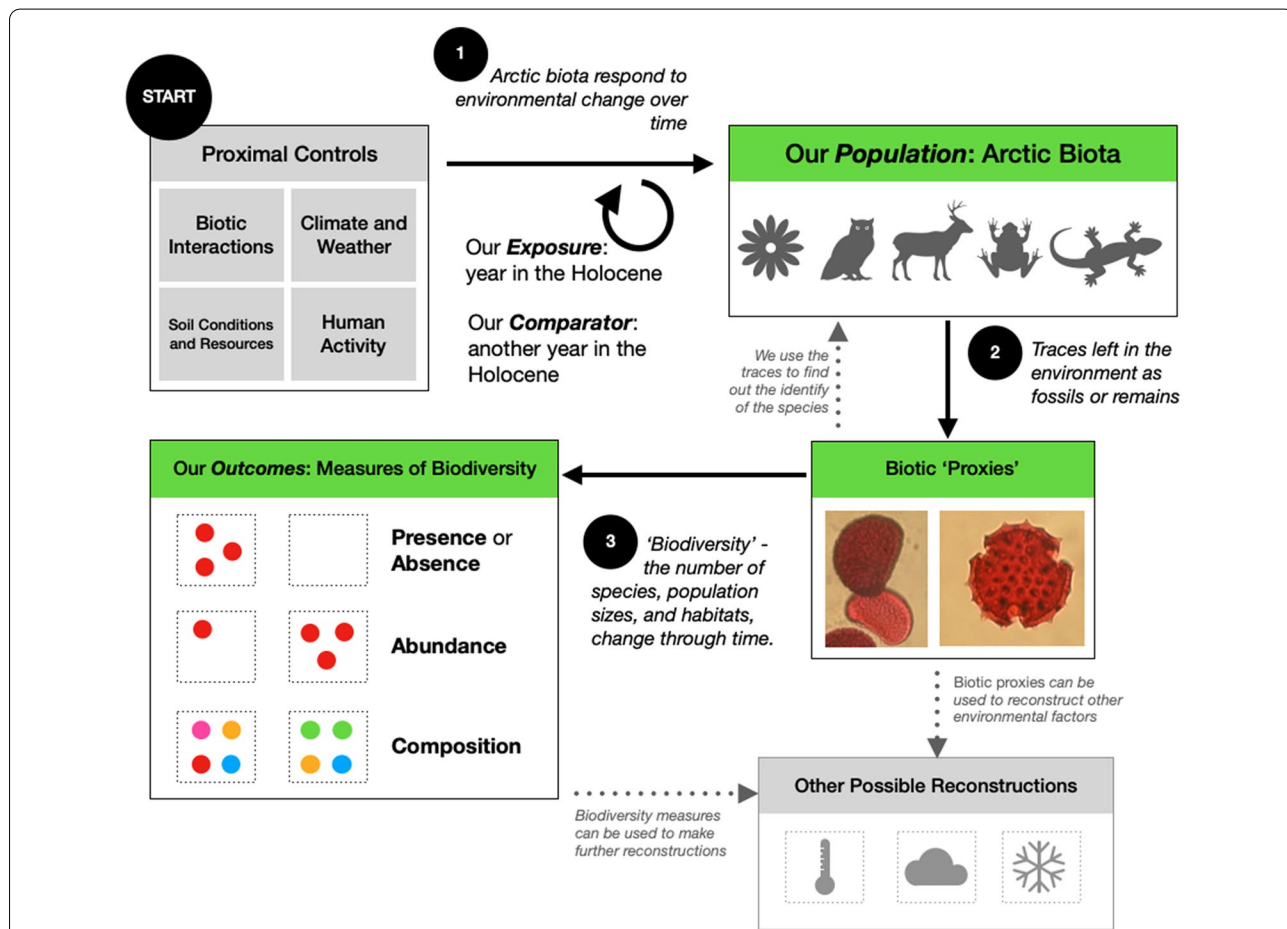 START
Proximal Controls
Biotic
Interactions
Climate and
Weather
Soil Conditions
and Resources
Human
Activity
1
Arctic biota respond to
environmental change over
time
Our Exposure:
year in the Holocene
Our Comparator:
another year in the
Holocene
Our Population: Arctic Biota
We use the
traces to find
out the identify
of the species
2
Traces left in the
environment as
fossils or remains
Biotic ‘Proxies’
3
‘Biodiversity’ -
the number of
species, population
sizes, and habitats,
change through time.
Our Outcomes: Measures of Biodiversity
Presence or
Absence
Abundance
Composition
Biotic proxies can be
used to reconstruct other
environmental factors
Biodiversity measures
can be used to make
further reconstructions
Other Possible Reconstructions